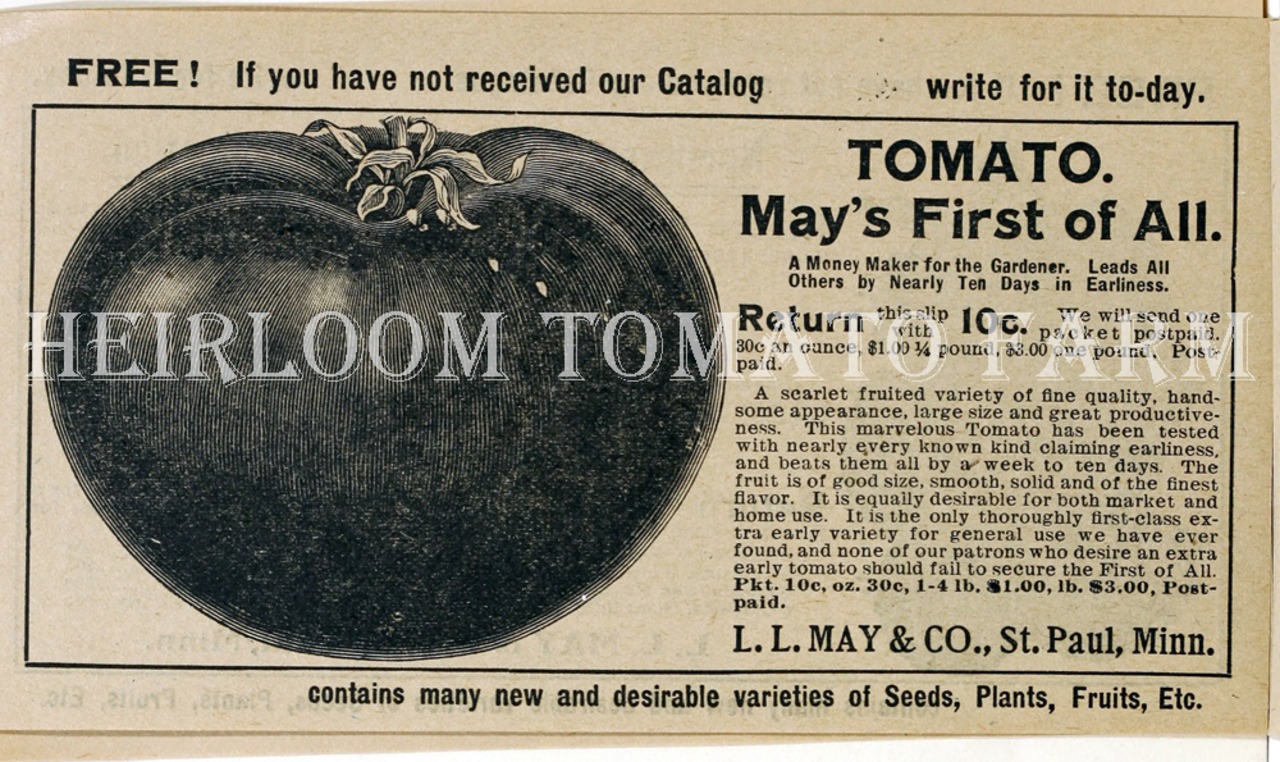 FREE! If you have not received our Catalog write for it to-day.
TOMATO.
May's First of All.
A Money Maker for the Gardener. Leads All
Others by Nearly Ten Days in Earliness.
Return this slip with 10c. We will send one packet postpaid.
30c an ounce, $1.00 ¼ pound, $3.00 one pound, Post-
paid.
HEIRLOOM TOMATO FARM
A scarlet fruited variety of fine quality, hand-
some appearance, large size and great productive-
ness. This marvelous Tomato has been tested
with nearly every known kind claiming earliness,
and beats them all by a week to ten days. The
fruit is of good size, smooth, solid and of the finest
flavor. It is equally desirable for both market and
home use. It is the only thoroughly first-class ex-
tra early variety for general use we have ever
found, and none of our patrons who desire an extra
early tomato should fail to secure the First of All.
Pkt. 10c, oz. 30c, 1-4 lb. $1.00, lb. $3.00, Post-
paid.
L. L. MAY & CO., St. Paul, Minn.
contains many new and desirable varieties of Seeds, Plants, Fruits, Etc.